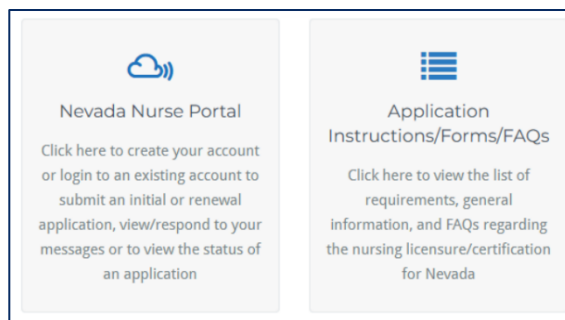 Nevada Nurse Portal
Click here to create your account
or login to an existing account to
submit an initial or renewal
application, view/respond to your
messages or to view the status of
an application
Application
Instructions/Forms/FAQs
Click here to view the list of
requirements, general
information, and FAQs regarding
the nursing licensure/certification
for Nevada